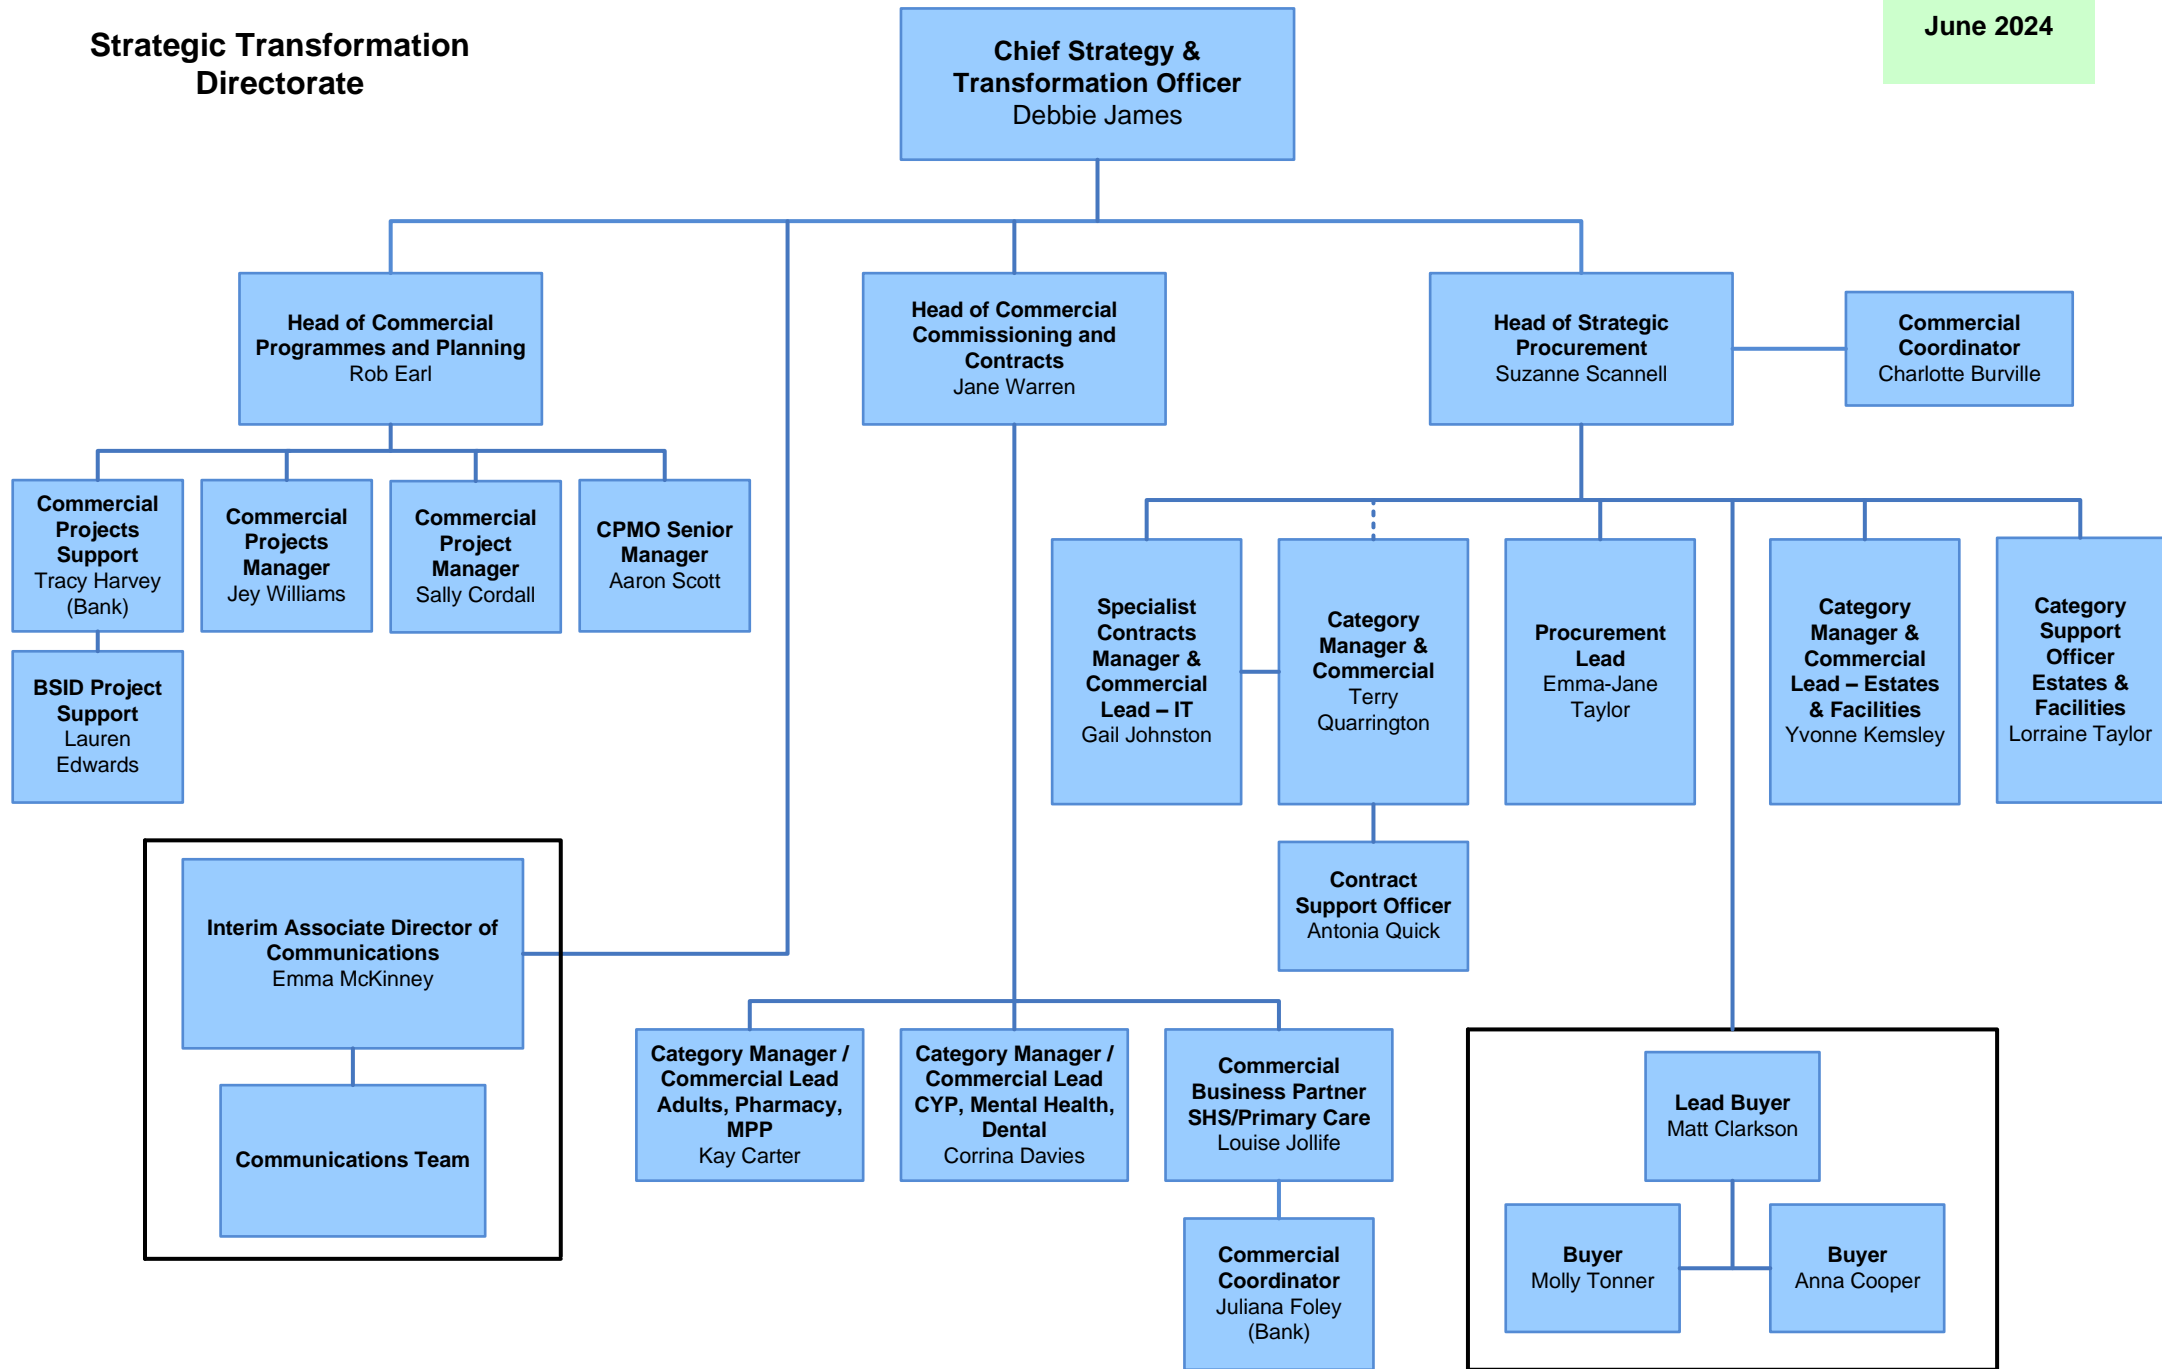 Strategic Transformation
Directorate
Chief Strategy &
Transformation Officer
Debbie James
June 2024
Head of Commercial
Programmes and Planning
Rob Earl
Head of Commercial
Commissioning and
Contracts
Jane Warren
Head of Strategic
Procurement
Suzanne Scannell
Commercial
Coordinator
Charlotte Burville
Commercial
Projects
Support
Tracy Harvey
(Bank)
Commercial
Projects
Manager
Jey Williams
Commercial
Project
Manager
Sally Cordall
CPMO Senior
Manager
Aaron Scott
BSID Project
Support
Lauren
Edwards
Specialist
Contracts
Manager &
Commercial
Lead – IT
Gail Johnston
Category
Manager &
Commercial
Terry
Quarrington
Procurement
Lead
Emma-Jane
Taylor
Category
Manager &
Commercial
Lead – Estates
& Facilities
Yvonne Kemsley
Category
Support
Officer
Estates &
Facilities
Lorraine Taylor
Contract
Support Officer
Antonia Quick
Interim Associate Director of
Communications
Emma McKinney
Communications Team
Category Manager /
Commercial Lead
Adults, Pharmacy,
MPP
Kay Carter
Category Manager /
Commercial Lead
CYP, Mental Health,
Dental
Corrina Davies
Commercial
Business Partner
SHS/Primary Care
Louise Jollife
Commercial
Coordinator
Juliana Foley
(Bank)
Lead Buyer
Matt Clarkson
Buyer
Molly Tonner
Buyer
Anna Cooper